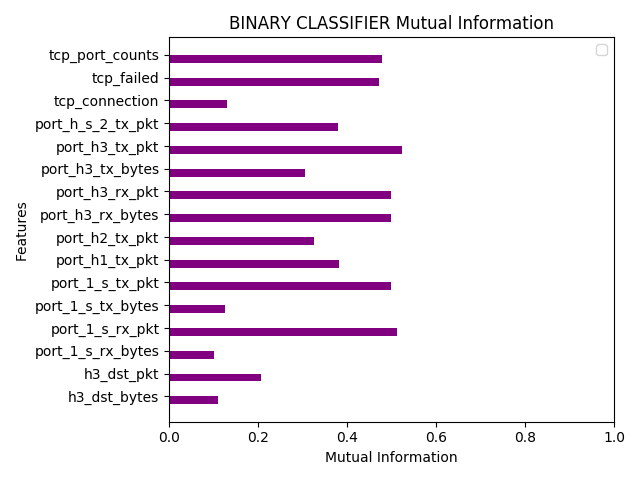 BINARY CLASSIFIER Mutual Information
tcp_port_counts
tcp_failed
tcp_connection
port_h_s_2_tx_pkt
port_h3_tx_pkt
port_h3_tx_bytes
port_h3_rx_pkt
port_h3_rx_bytes
port_h2_tx_pkt
port_h1_tx_pkt
port_1_s_tx_pkt
port_1_s_tx_bytes
port_1_s_rx_pkt
port_1_s_rx_bytes
h3_dst_pkt
h3_dst_bytes
Features
0.0 0.2 0.4 0.6 0.8 1.0
Mutual Information